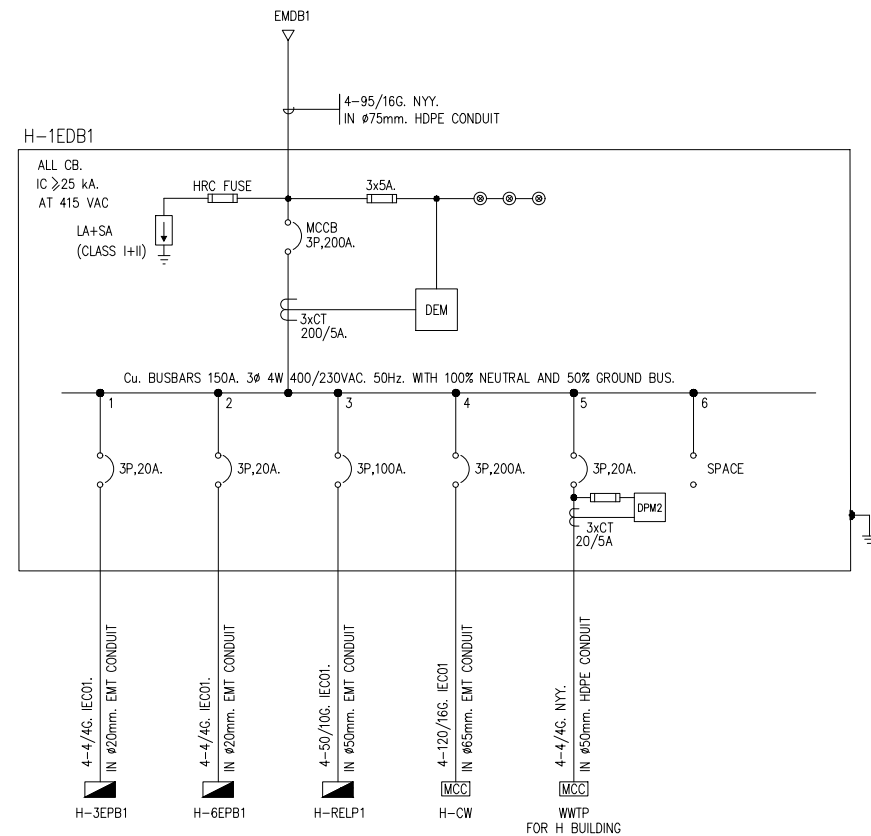 EMDB1
4-95/16G. NYY.
IN ø75mm. HDPE CONDUIT
H-1EDB1
ALL CB.
IC ≥25 kA.
AT 415 VAC
HRC FUSE
3x5A.
LA+SA
(CLASS I+II)
MCCB
3P,200A.
DEM
3xCT
200/5A.
Cu. BUSBARS 150A. 3ø 4W 400/230VAC. 50Hz. WITH 100% NEUTRAL AND 50% GROUND BUS.
1
2
3
4
5
6
3P,20A.
3P,20A.
3P,100A.
3P,200A.
3P,20A.
SPACE
DPM2
3xCT
20/5A
4-4/4G. IEC01.
IN ø20mm. EMT CONDUIT
4-4/4G. IEC01.
IN ø20mm. EMT CONDUIT
4-50/10G. IEC01.
IN ø50mm. EMT CONDUIT
4-120/16G. IEC01
IN ø65mm. EMT CONDUIT
4-4/4G. NYY.
IN ø50mm. HDPE CONDUIT
MCC
MCC
H-3EPB1
H-6EPB1
H-RELP1
H-CW
WWTP
FOR H BUILDING